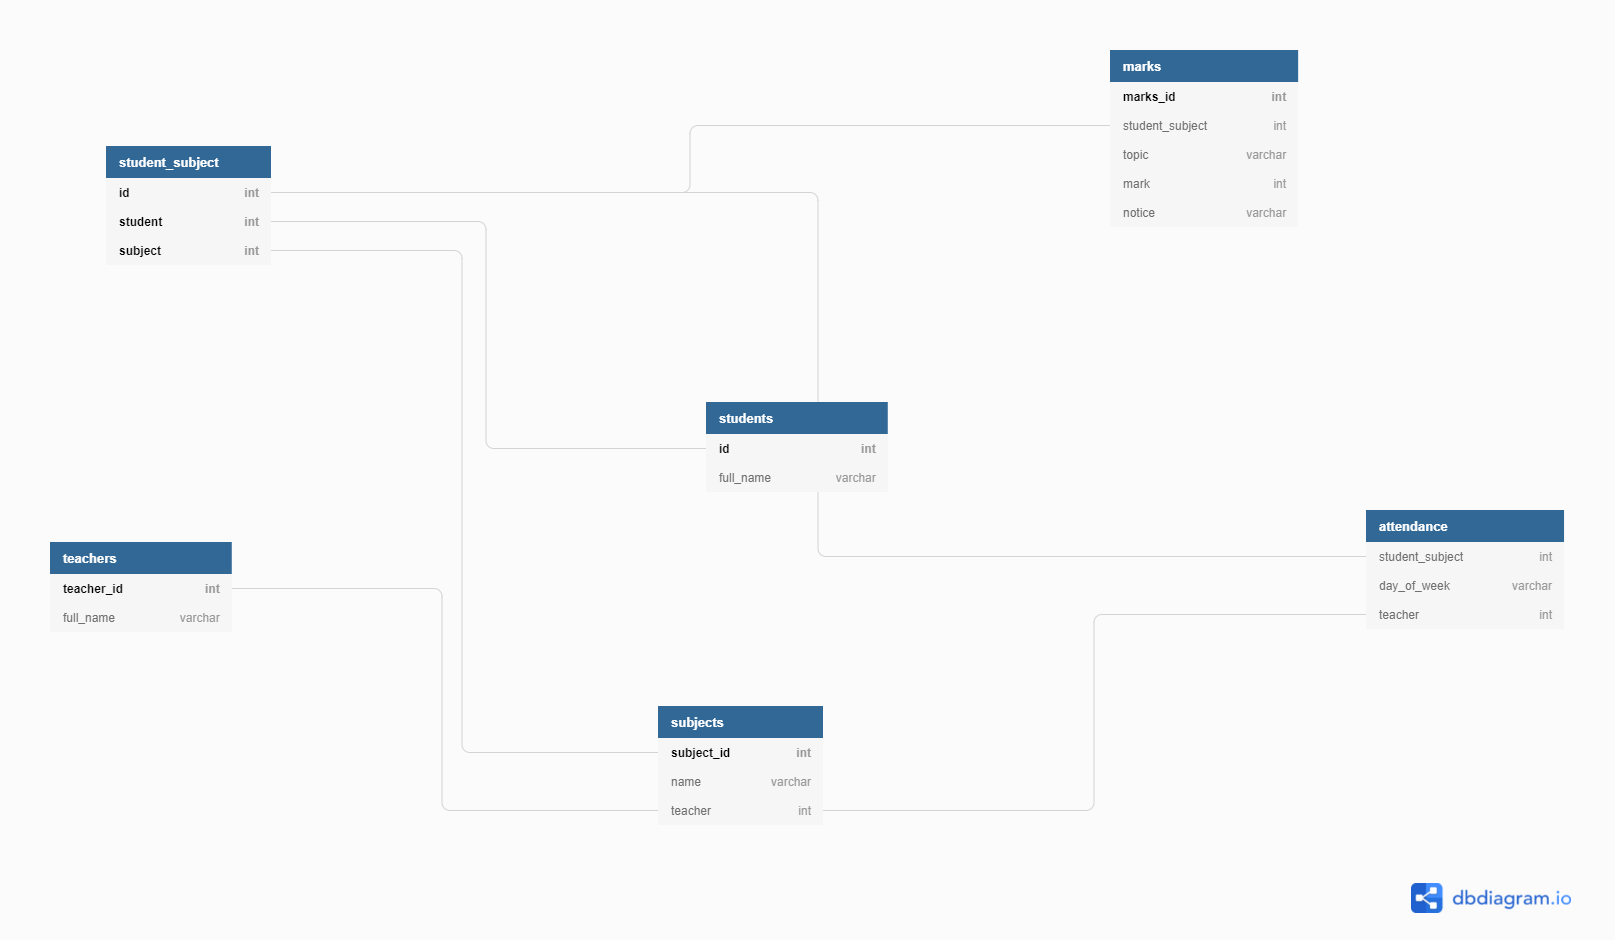 marks
marks_id int
student_subject int
topic varchar
mark int
notice varchar
student_subject
id int
student int
subject int
students
id int
full_name varchar
attendance
student_subject int
day_of_week varchar
teacher int
teachers
teacher_id int
full_name varchar
subjects
subject_id int
name varchar
teacher int
dbdiagram.io